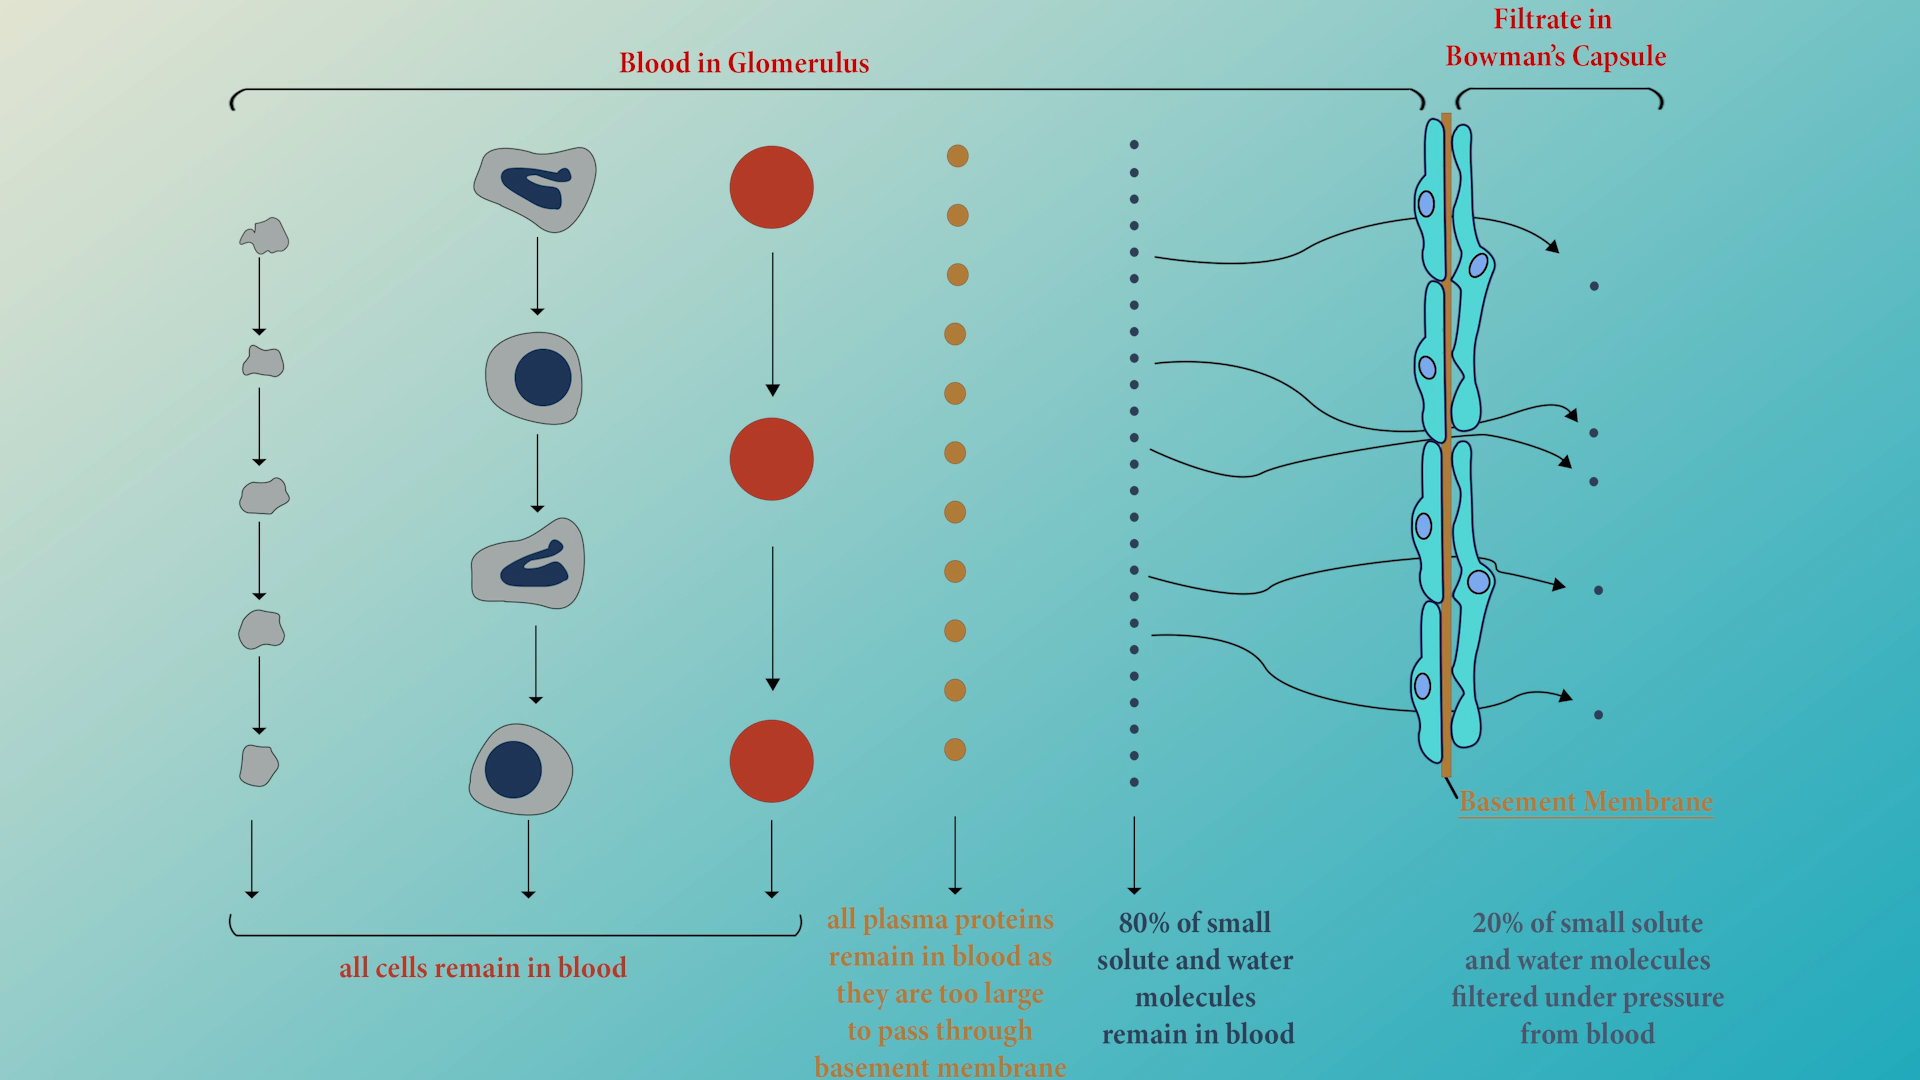 Blood in Glomerulus
Filtrate in
Bowman’s Capsule
Basement Membrane
all cells remain in blood
all plasma proteins
remain in blood as
they are too large
to pass through
basement membrane
80% of small
solute and water
molecules
remain in blood
20% of small solute
and water molecules
filtered under pressure
from blood